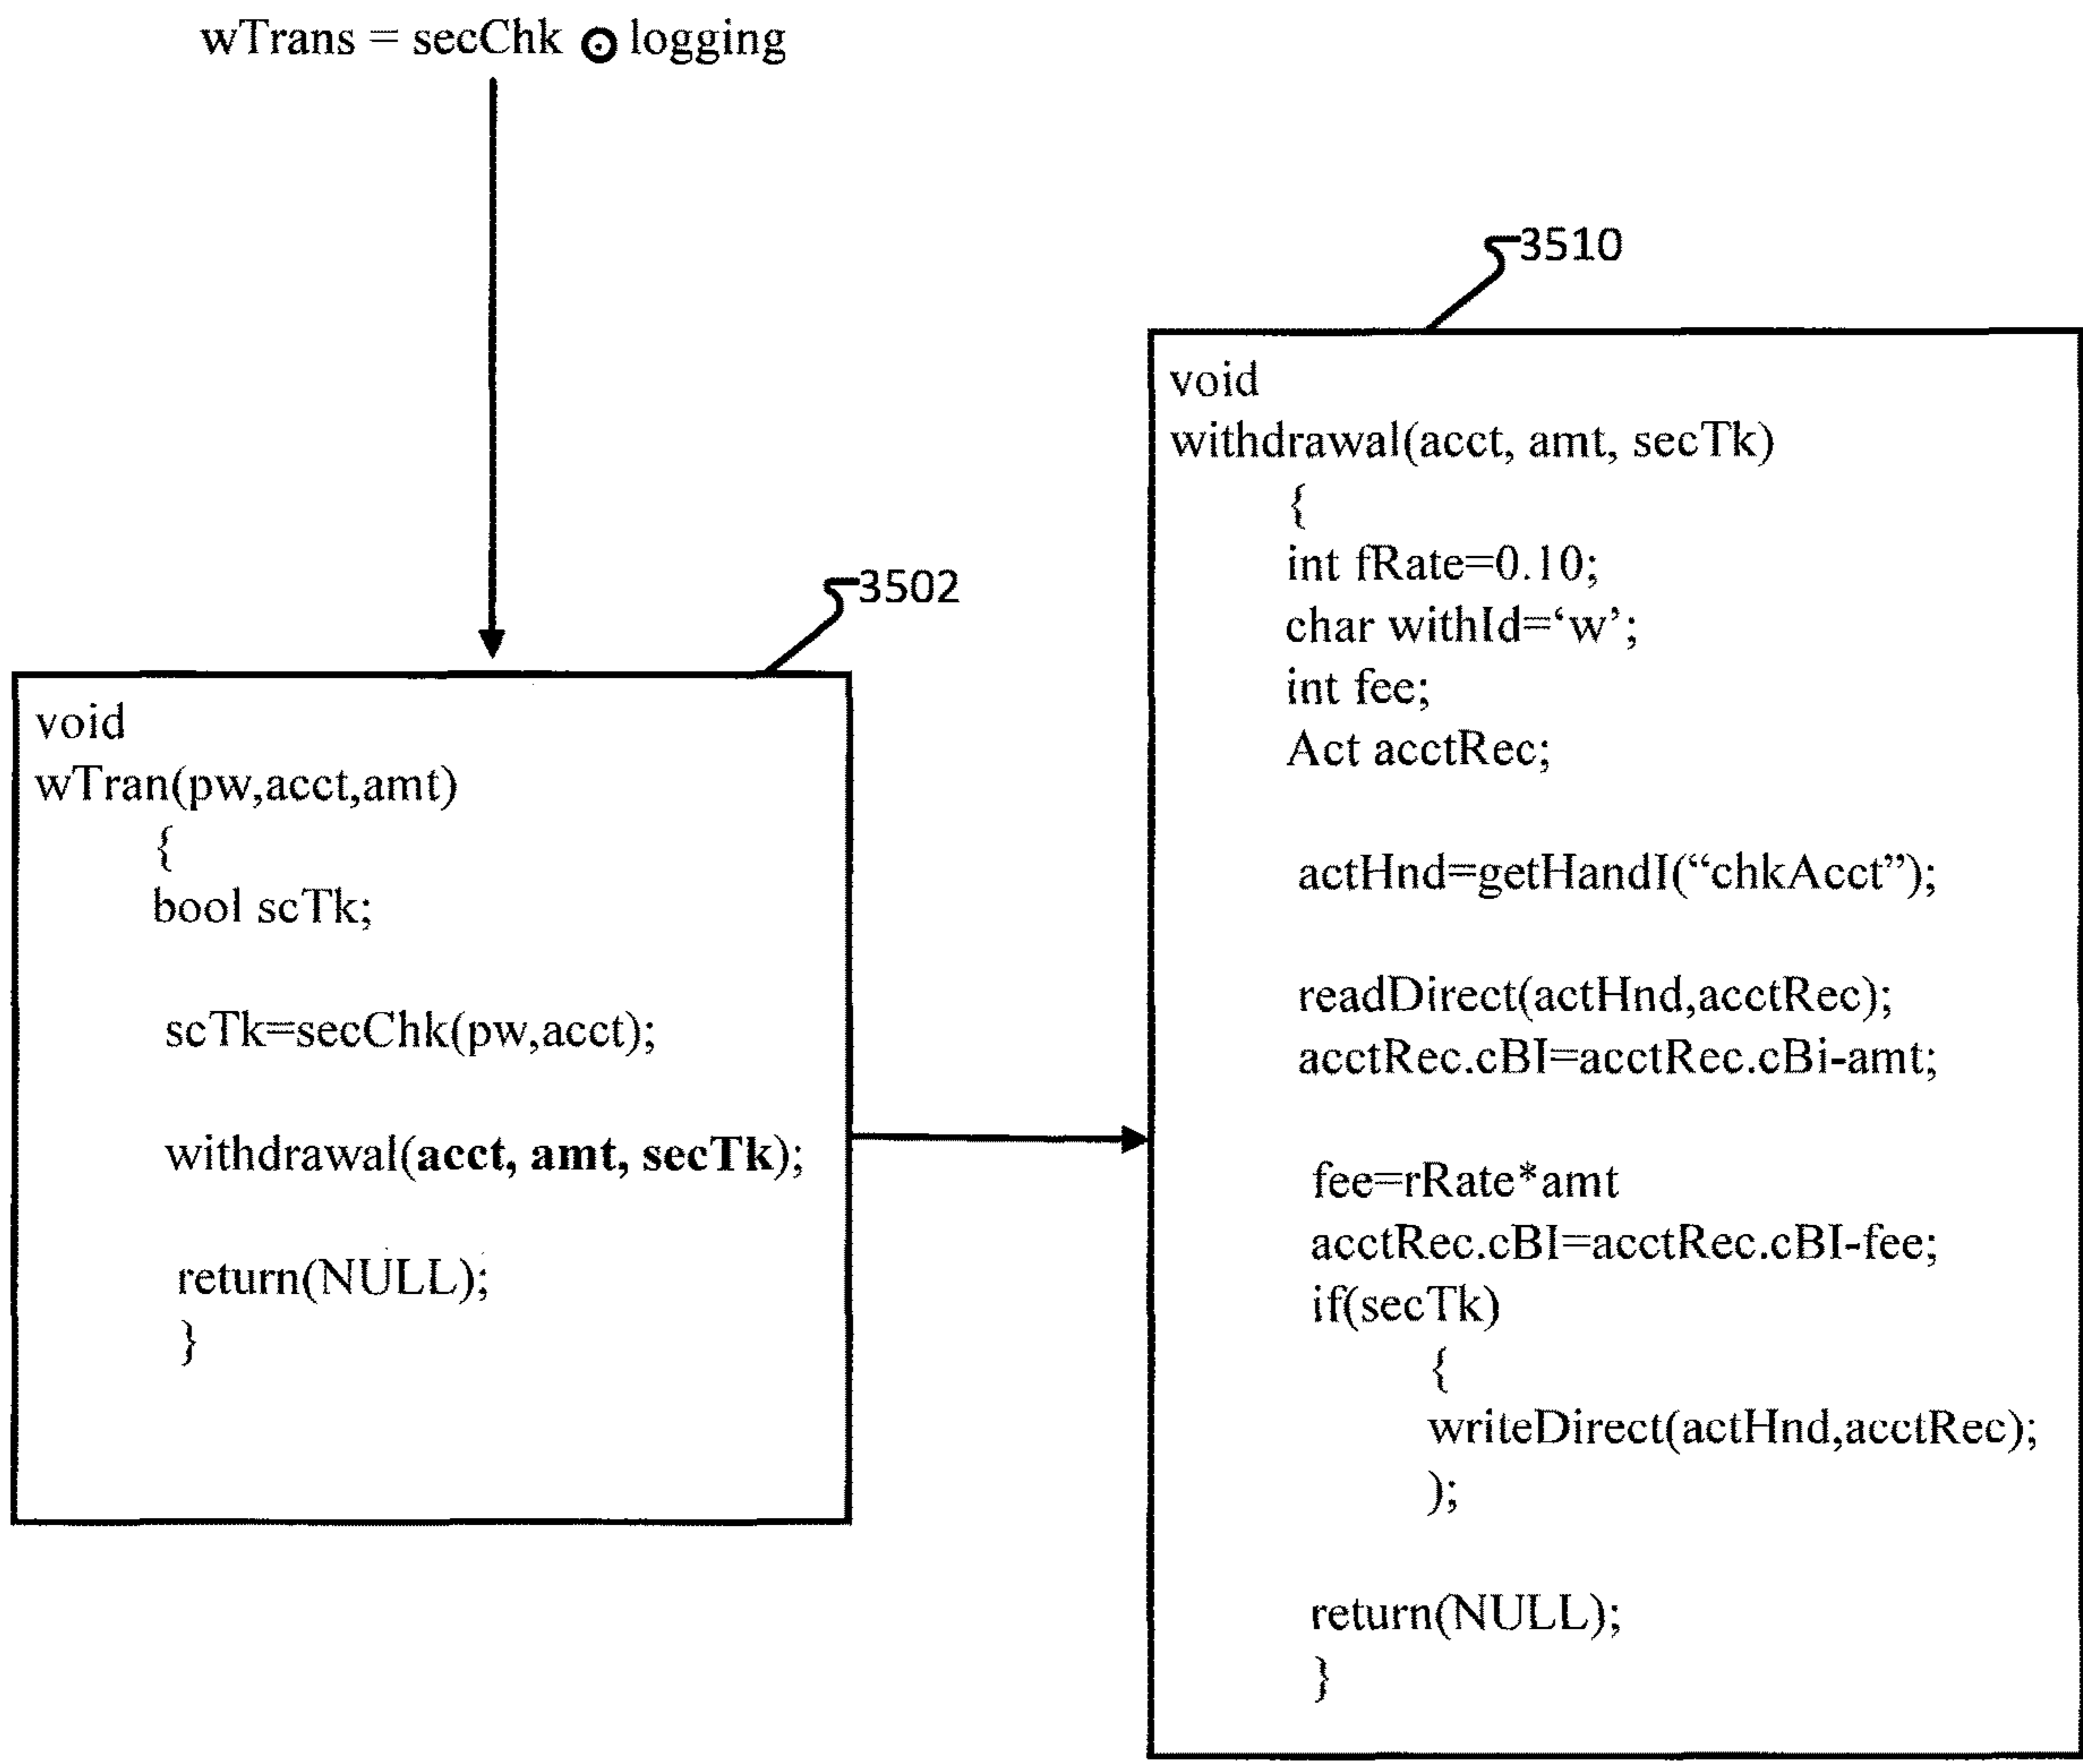 wTrans = secChk ⊙ logging
3510
void
withdrawal(acct, amt, secTk)
{
int fRate=0.10;
char withId=‘w’;
int fee;
Act acctRec;
actHnd=getHandI(“chkAcct”);
readDirect(actHnd,acctRec);
acctRec.cBI=acctRec.cBi-amt;
fee=rRate*amt
acctRec.cBI=acctRec.cBI-fee;
if(secTk)
{
writeDirect(actHnd,acctRec);
);
return(NULL);
}
3502
void
wTran(pw,acct,amt)
{
bool scTk;
scTk=secChk(pw,acct);
withdrawal(acct, amt, secTk);
return(NULL);
}